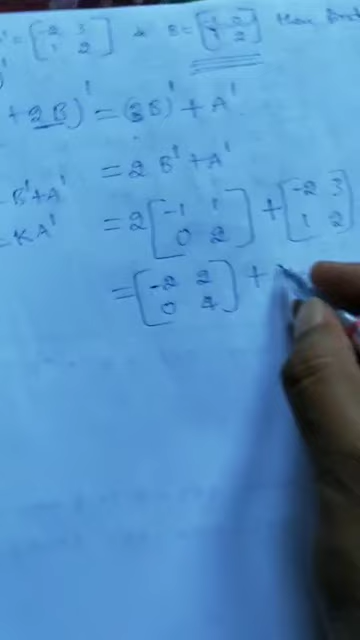 A' = [-2 3 & B = [-1 0 then
1 2] 1 2]
+ 2B)' = (2B)' + A'
= 2B' + A'
B' + A'
= KA'
= 2[-1 1 + [-2 3
0 2] 1 2]
= [-2 2 +
0 4]